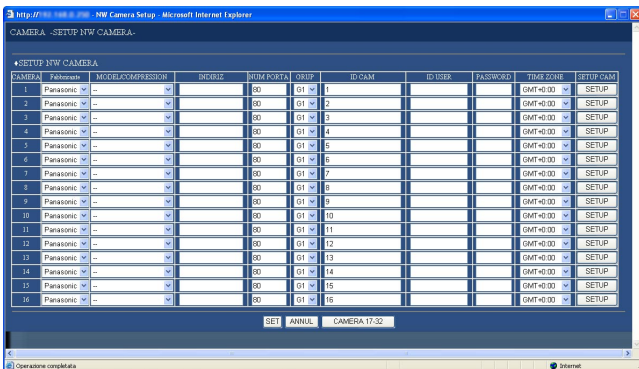 http:// - NW Camera Setup - Microsoft Internet Explorer
CAMERA -SETUP NW CAMERA-
♦SETUP NW CAMERA
CAMERA Fabbricante MODEL/COMPRESSION INDIRIZ NUM PORTA GRUP ID CAM ID USER PASSWORD TIME ZONE SETUP CAM
1 Panasonic -- 80 G1 1 GMT+0:00 SETUP
2 Panasonic -- 80 G1 2 GMT+0:00 SETUP
3 Panasonic -- 80 G1 3 GMT+0:00 SETUP
4 Panasonic -- 80 G1 4 GMT+0:00 SETUP
5 Panasonic -- 80 G1 5 GMT+0:00 SETUP
6 Panasonic -- 80 G1 6 GMT+0:00 SETUP
7 Panasonic -- 80 G1 7 GMT+0:00 SETUP
8 Panasonic -- 80 G1 8 GMT+0:00 SETUP
9 Panasonic -- 80 G1 9 GMT+0:00 SETUP
10 Panasonic -- 80 G1 10 GMT+0:00 SETUP
11 Panasonic -- 80 G1 11 GMT+0:00 SETUP
12 Panasonic -- 80 G1 12 GMT+0:00 SETUP
13 Panasonic -- 80 G1 13 GMT+0:00 SETUP
14 Panasonic -- 80 G1 14 GMT+0:00 SETUP
15 Panasonic -- 80 G1 15 GMT+0:00 SETUP
16 Panasonic -- 80 G1 16 GMT+0:00 SETUP
SET ANNUL CAMERA 17-32
Operazione completata Internet